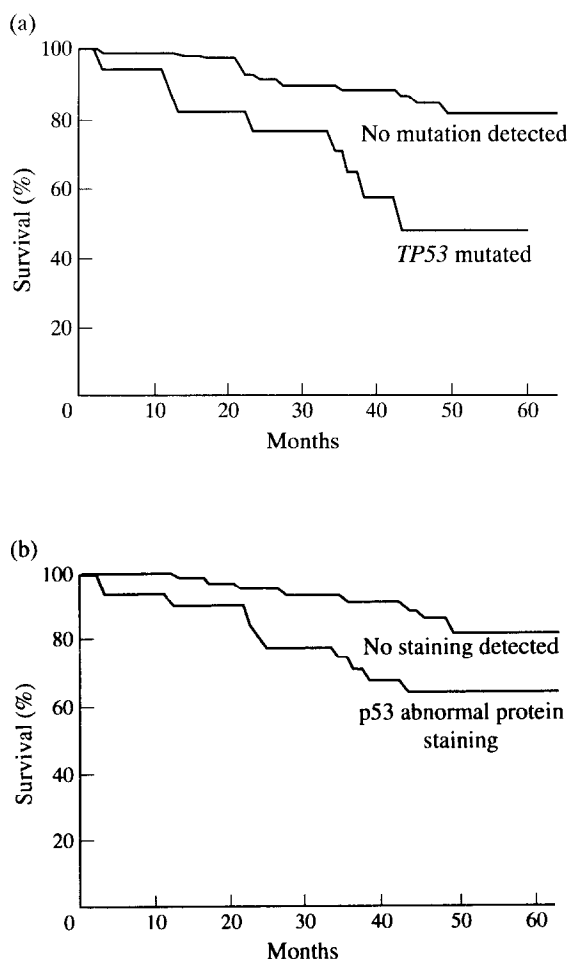 (a)
100
80
60
40
20
0
Survival (%)
No mutation detected
TP53 mutated
10 20 30 40 50 60
Months
(b)
100
80
60
40
20
0
Survival (%)
No staining detected
p53 abnormal protein
staining
10 20 30 40 50 60
Months